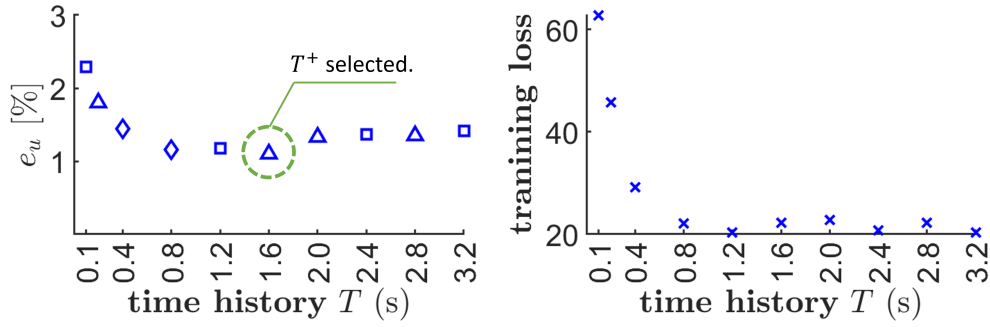 3
2
1
e_u [%]
T⁺ selected.
0.1 0.4 0.8 1.2 1.6 2.0 2.4 2.8 3.2
time history T (s)
60
40
20
tranining loss
0.1 0.4 0.8 1.2 1.6 2.0 2.4 2.8 3.2
time history T (s)